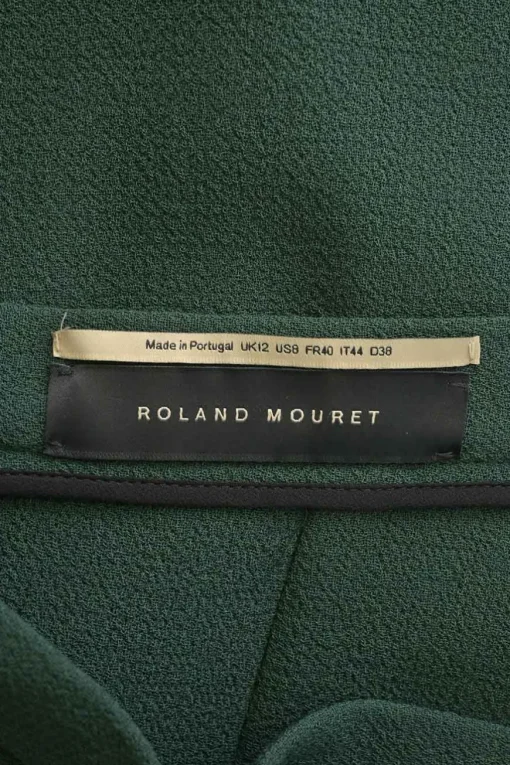 Made in Portugal UK12 US8 FR40 IT44 D38
ROLAND MOURET